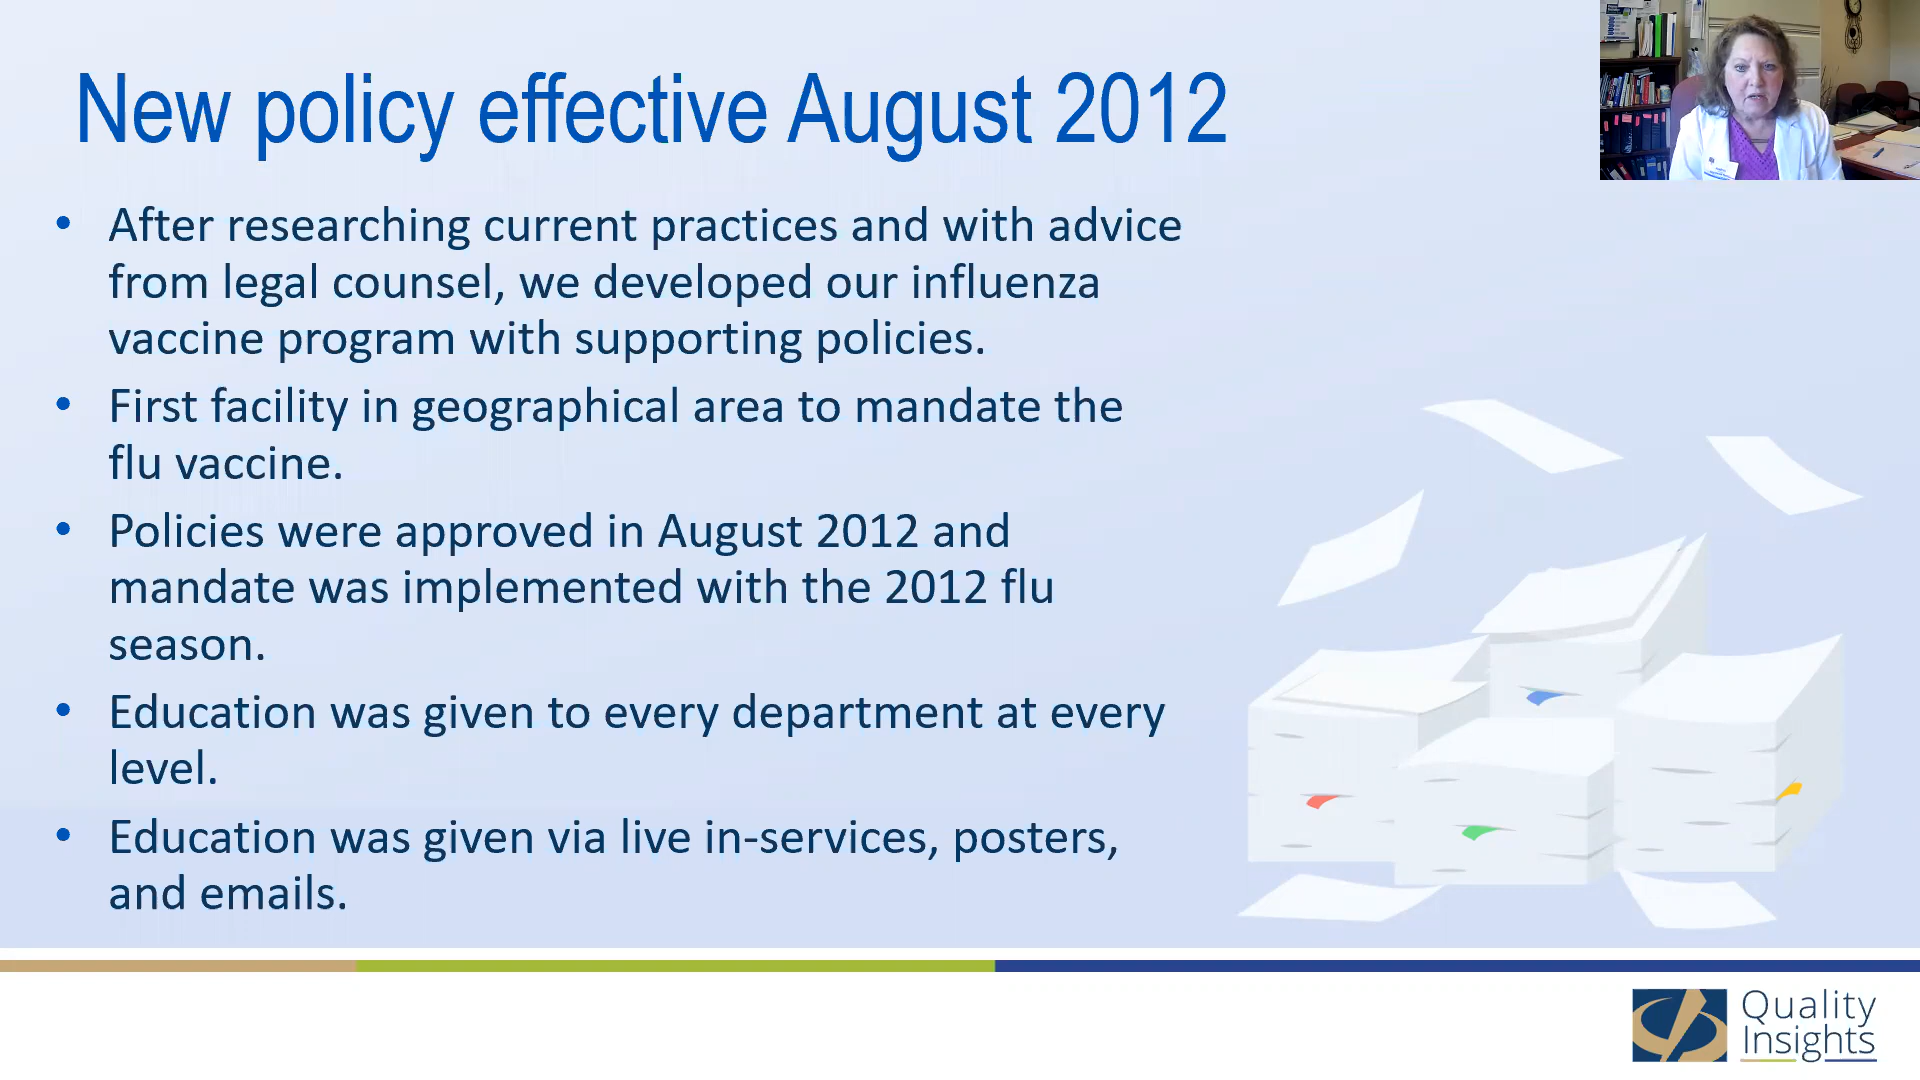 New policy effective August 2012
• After researching current practices and with advice
from legal counsel, we developed our influenza
vaccine program with supporting policies.
• First facility in geographical area to mandate the
flu vaccine.
• Policies were approved in August 2012 and
mandate was implemented with the 2012 flu
season.
• Education was given to every department at every
level.
• Education was given via live in-services, posters,
and emails.
Quality
Insights